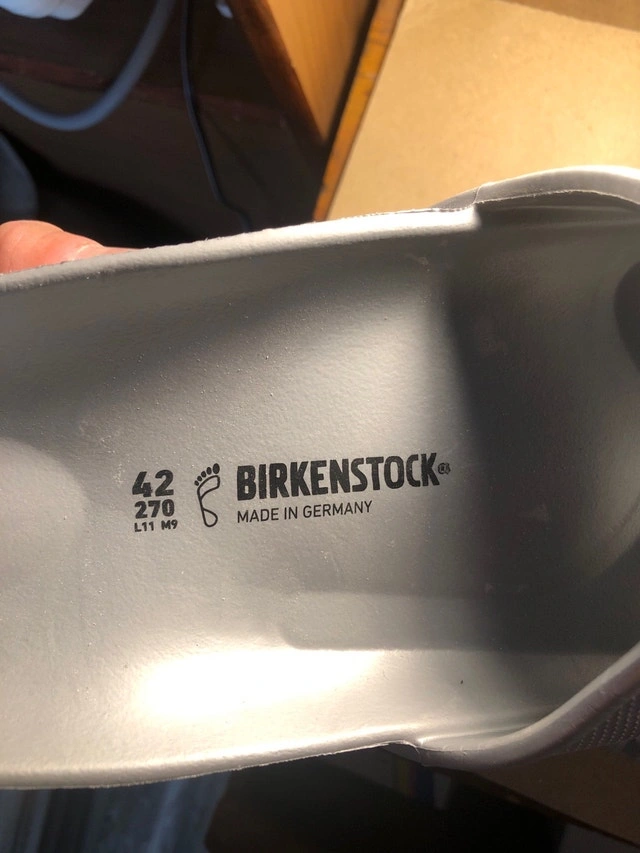 42
270
L11 M9
BIRKENSTOCK®
MADE IN GERMANY